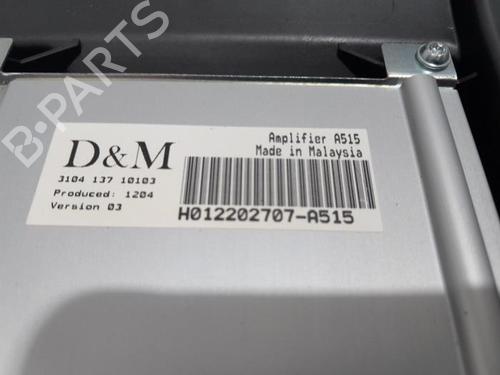 B-PARTS
D&M
3104 137 10103
Produced: 1204
Version 03
Amplifier A515
Made in Malaysia
H012202707-A515